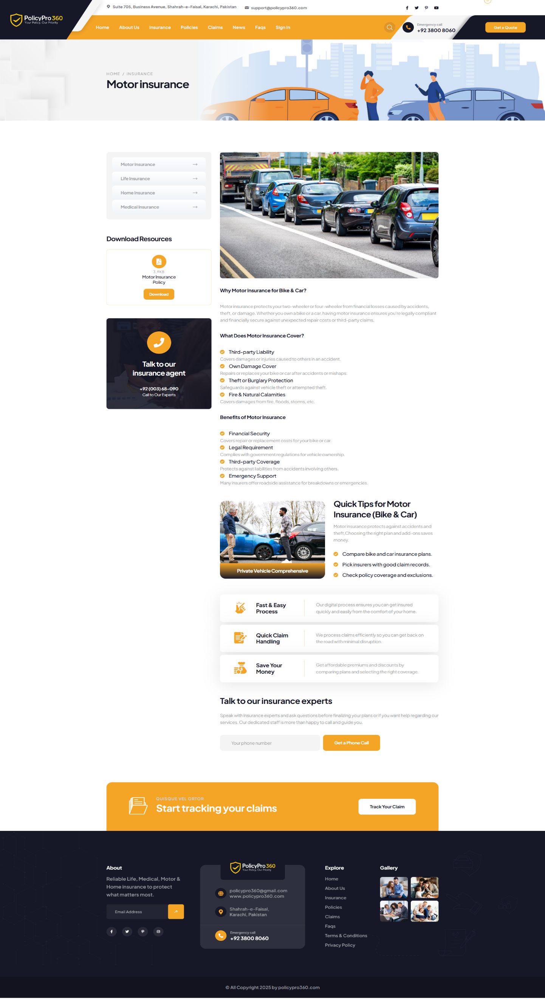 Suite 705, Business Avenue, Shahrah-e-Faisal, Karachi, Pakistan
support@policypro360.com
PolicyPro 360
Your Policy, Our Priority
Home
About Us
Insurance
Policies
Claims
News
Faqs
Sign In
Emergency call
+92 3800 8060
Get a Quote
HOME / INSURANCE
Motor insurance
Motor Insurance
Life Insurance
Home Insurance
Medical Insurance
Download Resources
3.9KB
Motor Insurance
Policy
Download
Talk to our
insurance agent
+92 (003) 68-090
Call to Our Experts
Why Motor Insurance for Bike & Car?
Motor insurance protects your two-wheeler or four-wheeler from financial losses caused by accidents,
theft, or damage. Whether you own a bike or a car, having motor insurance ensures you're legally compliant
and financially secure against unexpected repair costs or third-party claims.
What Does Motor Insurance Cover?
Third-party Liability
Covers damages or injuries caused to others in an accident.
Own Damage Cover
Repairs or replaces your bike or car after accidents or mishaps.
Theft or Burglary Protection
Safeguards against vehicle theft or attempted theft.
Fire & Natural Calamities
Covers damages from fire, floods, storms, etc.
Benefits of Motor Insurance
Financial Security
Covers repair or replacement costs for your bike or car.
Legal Requirement
Complies with government regulations for vehicle ownership.
Third-party Coverage
Protects against liabilities from accidents involving others.
Emergency Support
Many insurers offer roadside assistance for breakdowns or emergencies.
Private Vehicle Comprehensive
Quick Tips for Motor
Insurance (Bike & Car)
Motor insurance protects against accidents and
theft,Choosing the right plan and add-ons saves
money.
Compare bike and car insurance plans.
Pick insurers with good claim records.
Check policy coverage and exclusions.
Fast & Easy
Process
Our digital process ensures you can get insured
quickly and easily from the comfort of your home.
Quick Claim
Handling
We process claims efficiently so you can get back on
the road with minimal disruption.
Save Your
Money
Get affordable premiums and discounts by
comparing plans and selecting the right coverage.
Talk to our insurance experts
Speak with insurance experts and ask questions before finalizing your plans or if you want help regarding our
services. Our dedicated staff is more than happy to call and guide you.
Your phone number
Get a Phone Call
QUISQUE VEL ORTOR
Start tracking your claims
Track Your Claim
About
Reliable Life, Medical, Motor &
Home insurance to protect
what matters most.
Email Address
PolicyPro 360
Your Policy, Our Priority
policypro360@gmail.com
www.policypro360.com
Shahrah-e-Faisal,
Karachi, Pakistan
Emergency call
+92 3800 8060
Explore
Home
About Us
Insurance
Policies
Claims
Faqs
Terms & Conditions
Privacy Policy
Gallery
© All Copyright 2025 by policypro360.com